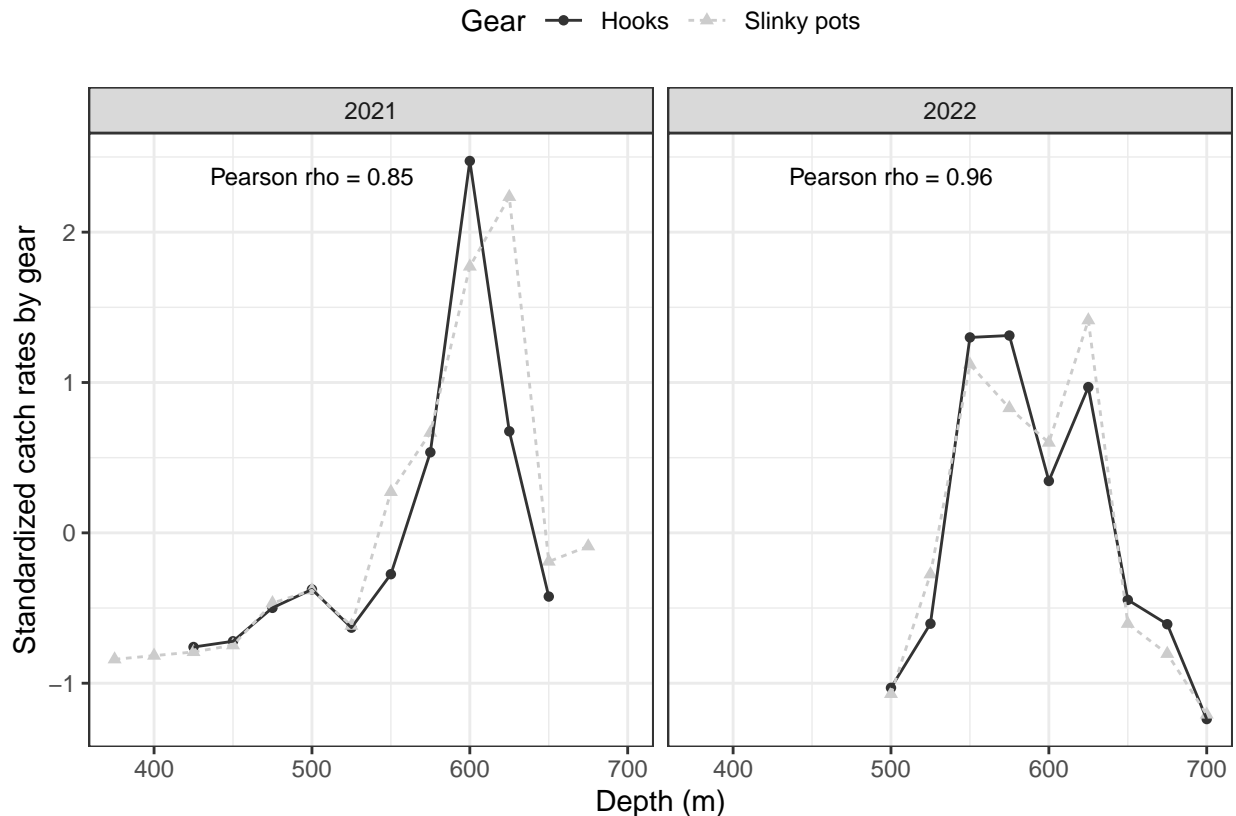 Gear Hooks Slinky pots
2021 2022
Pearson rho = 0.85 Pearson rho = 0.96
Standardized catch rates by gear
2
1
0
−1
400 500 600 700 400 500 600 700
Depth (m)